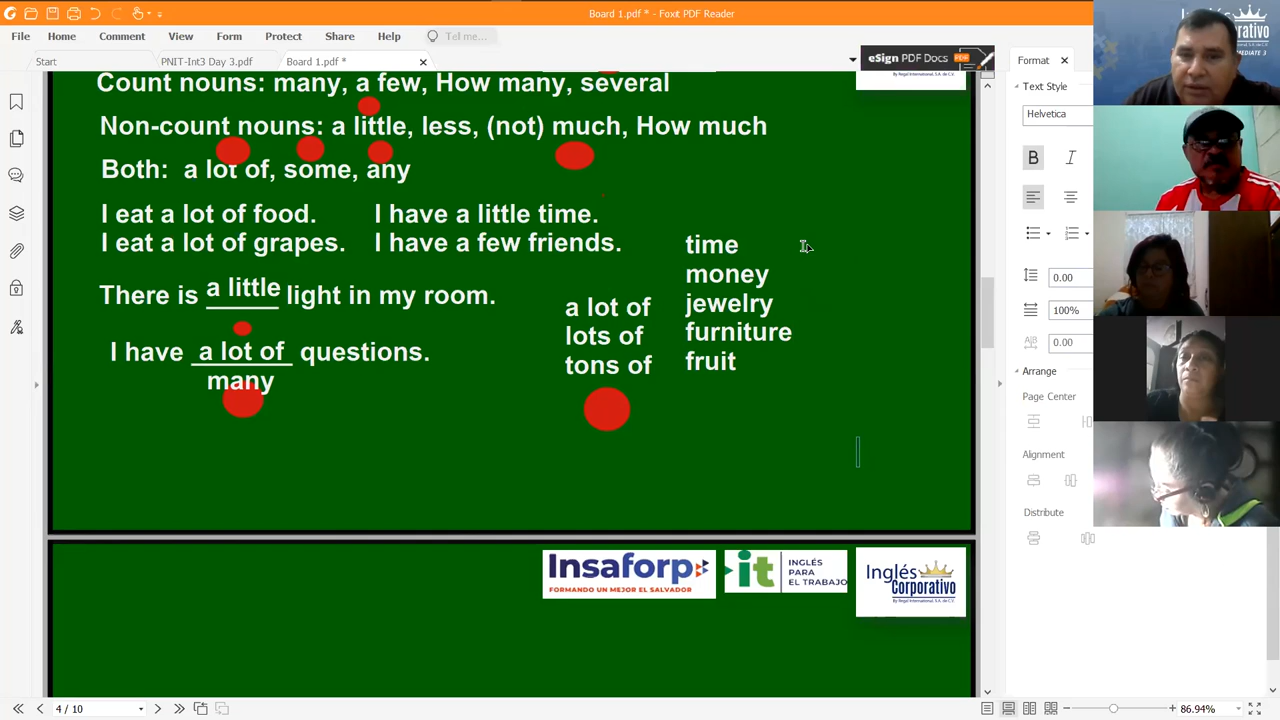 Board 1.pdf * - Foxit PDF Reader
File Home Comment View Form Protect Share Help Tell me...
Start PNIT-Int3 Day 3.pdf Board 1.pdf *
eSign PDF Docs
Format
Text Style
Helvetica
B I
0.00
100%
0.00
Arrange
Page Center
Alignment
Distribute
Count nouns: many, a few, How many, several
Non-count nouns: a little, less, (not) much, How much
Both: a lot of, some, any
I eat a lot of food. I have a little time.
I eat a lot of grapes. I have a few friends.
There is a little light in my room.
I have a lot of questions.
many
a lot of
lots of
tons of
time
money
jewelry
furniture
fruit
Insaforp
FORMANDO UN MEJOR EL SALVADOR
it INGLÉS PARA EL TRABAJO
Inglés
Corporativo
By Regal International, S.A. de C.V.
4 / 10
86.94%